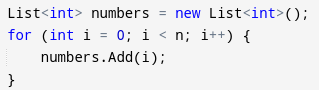 List<int> numbers = new List<int>();
for (int i = 0; i < n; i++) {
    numbers.Add(i);
}